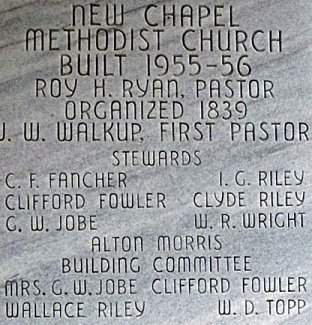 NEW CHAPEL
METHODIST CHURCH
BUILT 1955-56
ROY H. RYAN, PASTOR
ORGANIZED 1839
J. W. WALKUP, FIRST PASTOR
STEWARDS
C. F. FANCHER I. G. RILEY
CLIFFORD FOWLER CLYDE RILEY
G. W. JOBE W. R. WRIGHT
ALTON MORRIS
BUILDING COMMITTEE
MRS. G. W. JOBE CLIFFORD FOWLER
WALLACE RILEY W. D. TOPP